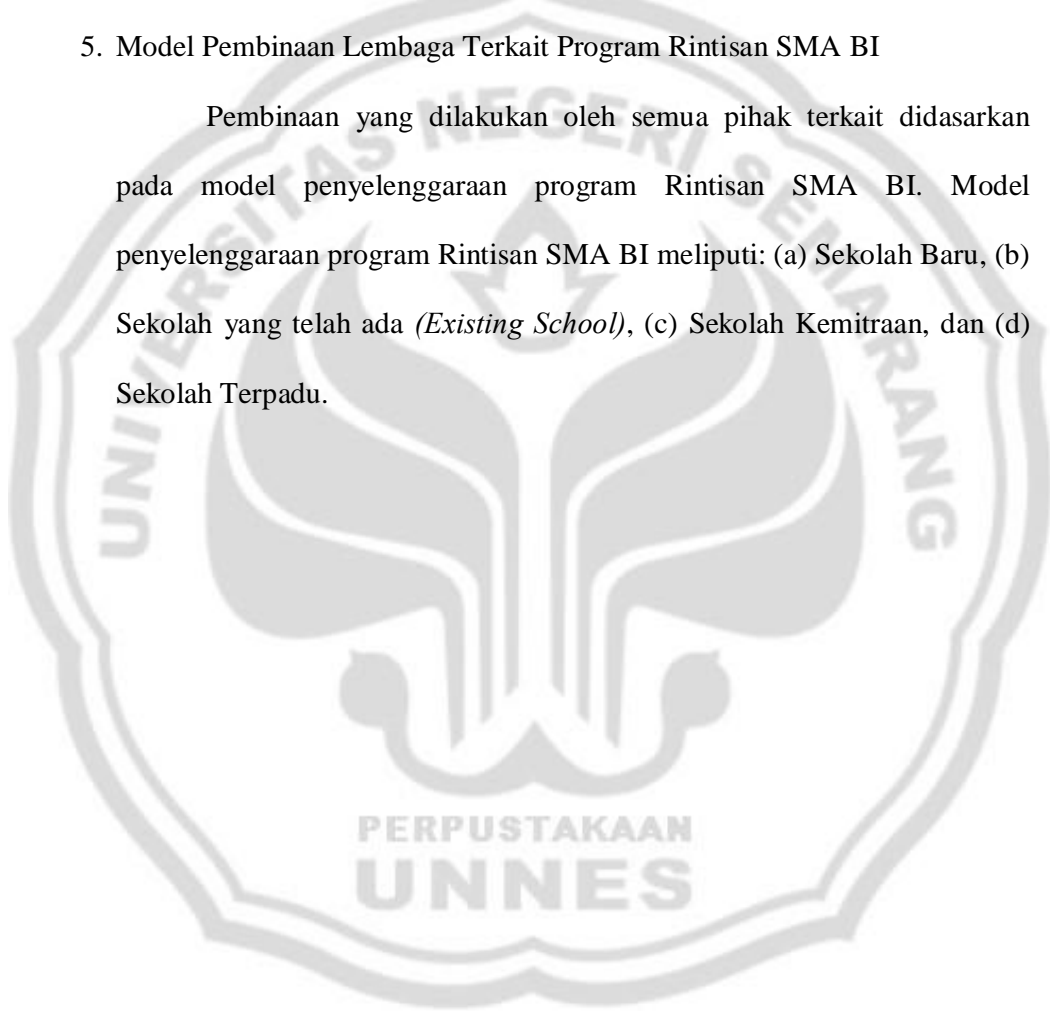 5. Model Pembinaan Lembaga Terkait Program Rintisan SMA BI
Pembinaan yang dilakukan oleh semua pihak terkait didasarkan
pada model penyelenggaraan program Rintisan SMA BI. Model
penyelenggaraan program Rintisan SMA BI meliputi: (a) Sekolah Baru, (b)
Sekolah yang telah ada (Existing School), (c) Sekolah Kemitraan, dan (d)
Sekolah Terpadu.
UNIVERSITAS NEGERI SEMARANG
PERPUSTAKAAN
UNNES